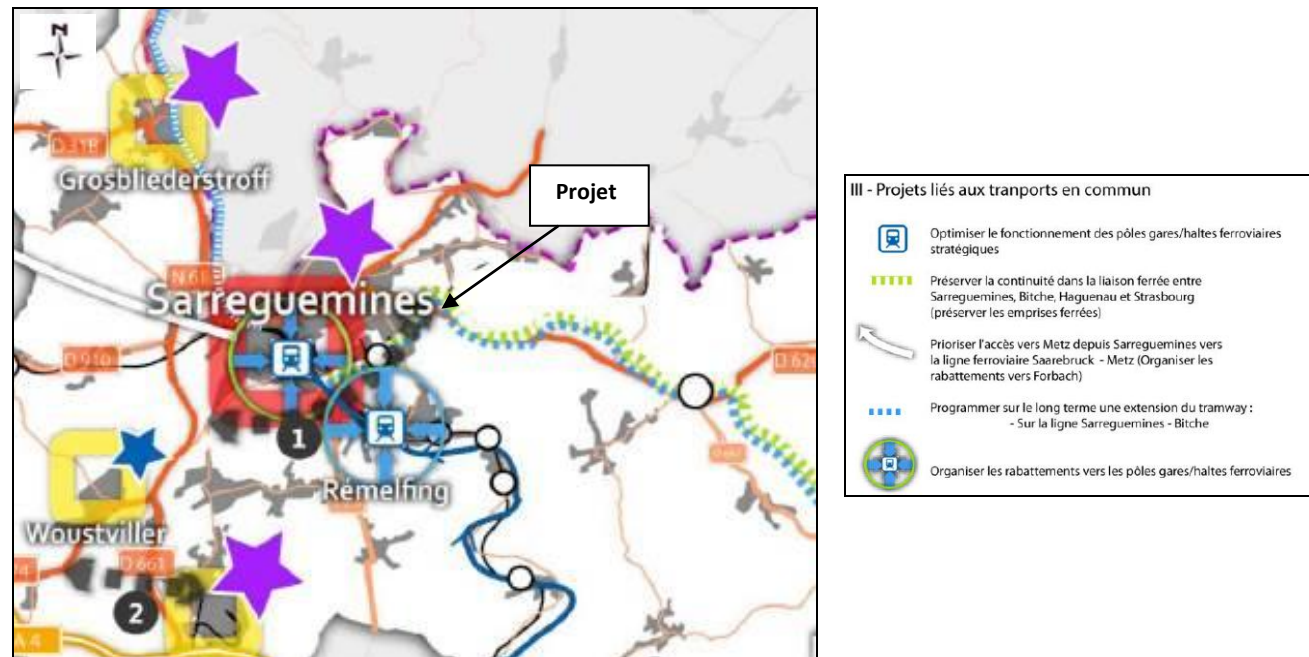 N
D 31B
Grosbliederstroff
Projet
N 61
Sarreguemines
D 910
D 62
1
Rémelfing
Woustviller
D 661
74
2
A 4
III - Projets liés aux tranports en commun
Optimiser le fonctionnement des pôles gares/haltes ferroviaires
stratégiques
Préserver la continuité dans la liaison ferrée entre
Sarreguemines, Bitche, Haguenau et Strasbourg
(préserver les emprises ferrées)
Prioriser l'accès vers Metz depuis Sarreguemines vers
la ligne ferroviaire Saarebruck - Metz (Organiser les
rabattements vers Forbach)
Programmer sur le long terme une extension du tramway :
- Sur la ligne Sarreguemines - Bitche
Organiser les rabattements vers les pôles gares/haltes ferroviaires